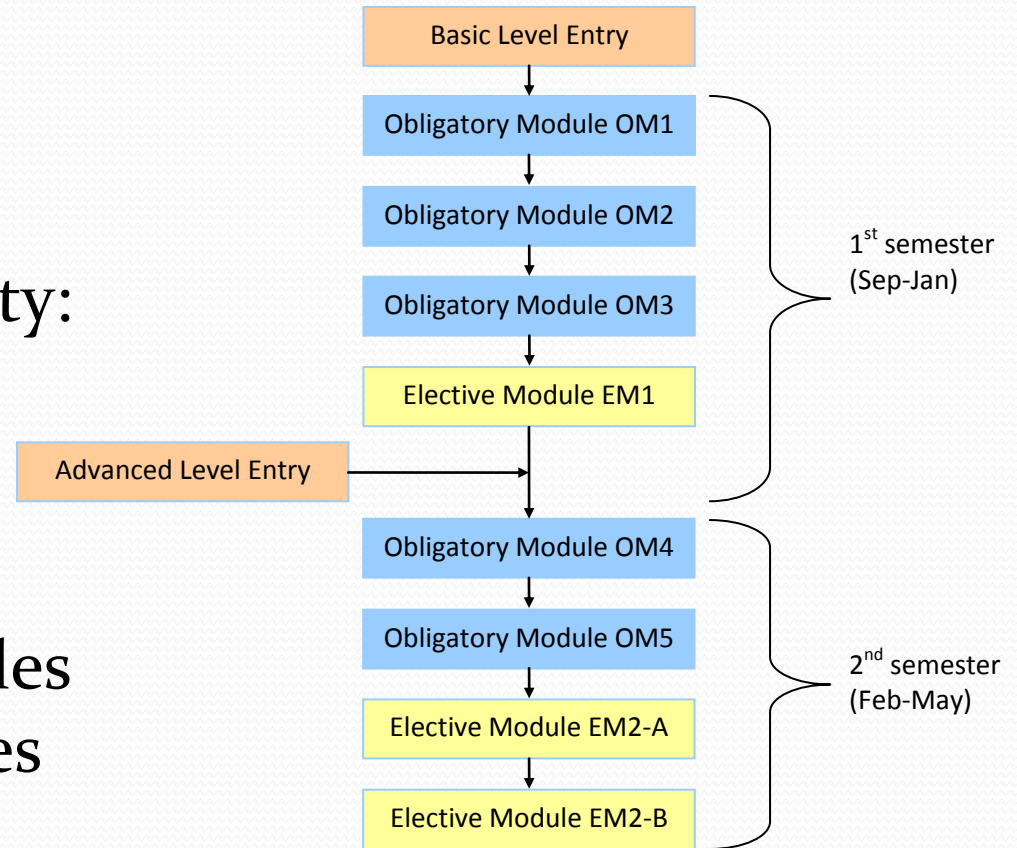 Basic Level Entry
Obligatory Module OM1
Obligatory Module OM2
1st semester
(Sep-Jan)
ty:
Obligatory Module OM3
Elective Module EM1
Advanced Level Entry
Obligatory Module OM4
Obligatory Module OM5
les
2nd semester
(Feb-May)
Elective Module EM2-A
es
Elective Module EM2-B